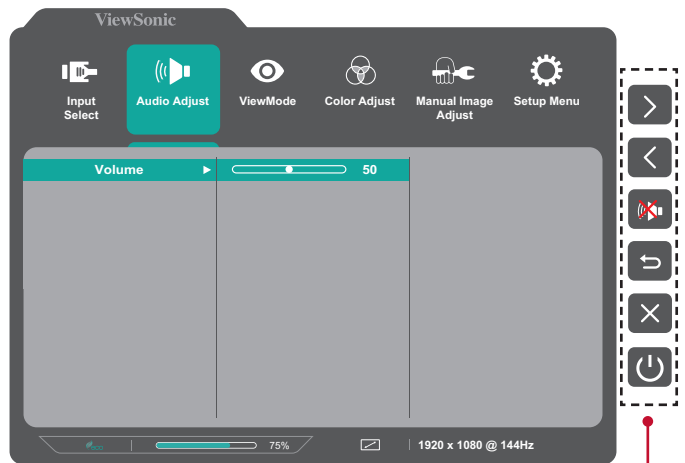 ViewSonic
Input
Select
Audio Adjust
ViewMode
Color Adjust
Manual Image
Adjust
Setup Menu
Volume
50
75%
1920 x 1080 @ 144Hz